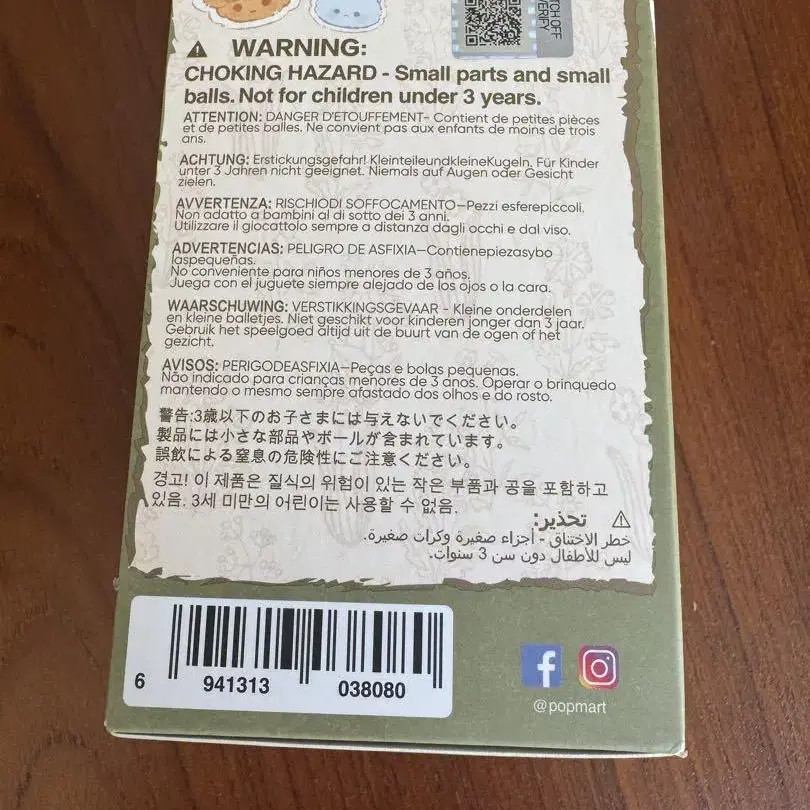 TCH OFF
VERIFY
⚠ WARNING:
CHOKING HAZARD - Small parts and small
balls. Not for children under 3 years.
ATTENTION: DANGER D'ETOUFFEMENT- Contient de petites pièces
et de petites balles. Ne convient pas aux enfants de moins de trois
ans.
ACHTUNG: Erstickungsgefahr! KleinteileundkleineKugeln. Für Kinder
unter 3 Jahren nicht geeignet. Niemals auf Augen oder Gesicht
zielen.
AVVERTENZA: RISCHIODI SOFFOCAMENTO—Pezzi esferepiccoli.
Non adatto a bambini al di sotto dei 3 anni.
Utilizzare il giocattolo sempre a distanza dagli occhi e dal viso.
ADVERTENCIAS: PELIGRO DE ASFIXIA—Contienepiezasybo
laspequeñas.
No conveniente para niños menores de 3 años.
Juega con el juguete siempre alejado de los ojos o la cara.
WAARSCHUWING: VERSTIKKINGSGEVAAR - Kleine onderdelen
en kleine balletjes. Niet geschikt voor kinderen jonger dan 3 jaar.
Gebruik het speelgoed altijd uit de buurt van de ogen of het
gezicht.
AVISOS: PERIGODEASFIXIA—Peças e bolas pequenas.
Não indicado para crianças menores de 3 anos. Operar o brinquedo
mantendo o mesmo sempre afastado dos olhos e do rosto.
警告:3歳以下のお子さまには与えないでください。
製品には小さな部品やボールが含まれています。
誤飲による窒息の危険性にご注意ください。
경고! 이 제품은 질식의 위험이 있는 작은 부품과 공을 포함하고
있음. 3세 미만의 어린이는 사용할 수 없음.
⚠ تحذير:
خطر الاختناق - أجزاء صغيرة وكرات صغيرة.
ليس للأطفال دون سن 3 سنوات.
6 941313 038080
@popmart